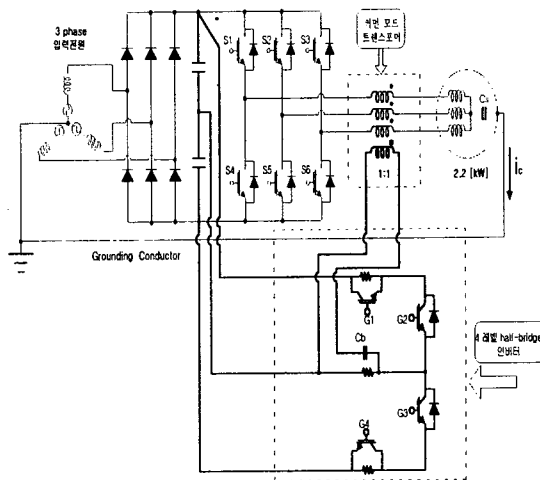 3 phase
입력전원
S1
S2
S3
커먼 모드
트랜스포머
Cs
S4
S5
S6
1:1
2.2 [kW]
ic
Grounding Conductor
G1
G2
Cb
4 레벨 half-bridge
인버터
G3
G4